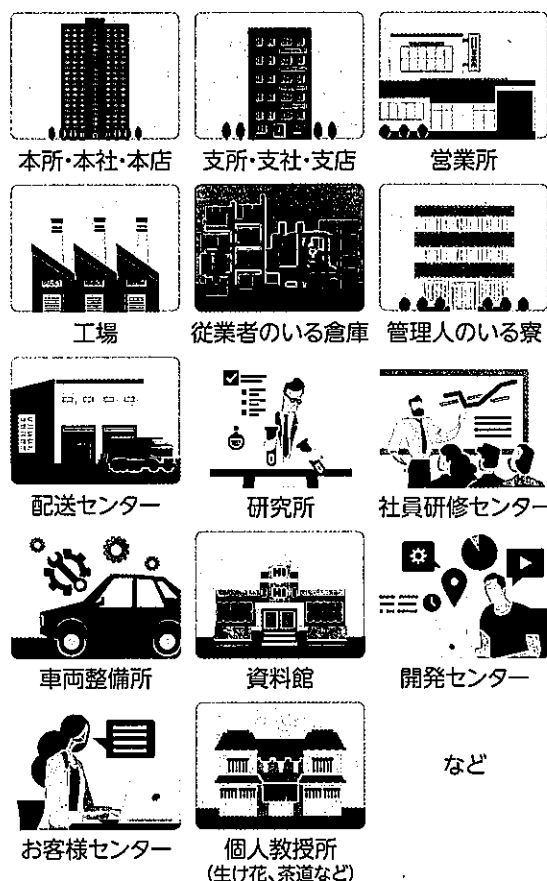 本所・本社・本店
支所・支社・支店
営業所
工場
従業者のいる倉庫
管理人のいる寮
配送センター
研究所
社員研修センター
車両整備所
資料館
開発センター
お客様センター
個人教授所
(生け花、茶道など)
など